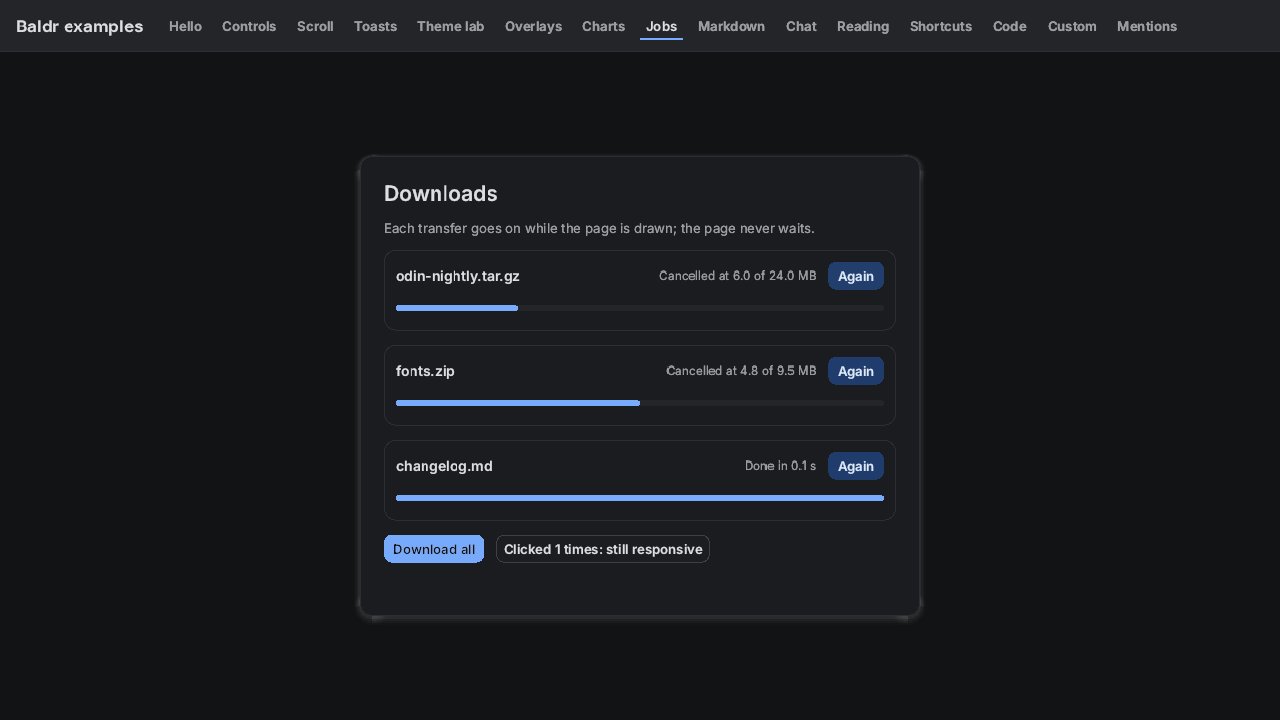 Baldr examples Hello Controls Scroll Toasts Theme lab Overlays Charts Jobs Markdown Chat Reading Shortcuts Code Custom Mentions
Downloads
Each transfer goes on while the page is drawn; the page never waits.
odin-nightly.tar.gz Cancelled at 6.0 of 24.0 MB Again
fonts.zip Cancelled at 4.8 of 9.5 MB Again
changelog.md Done in 0.1 s Again
Download all Clicked 1 times: still responsive